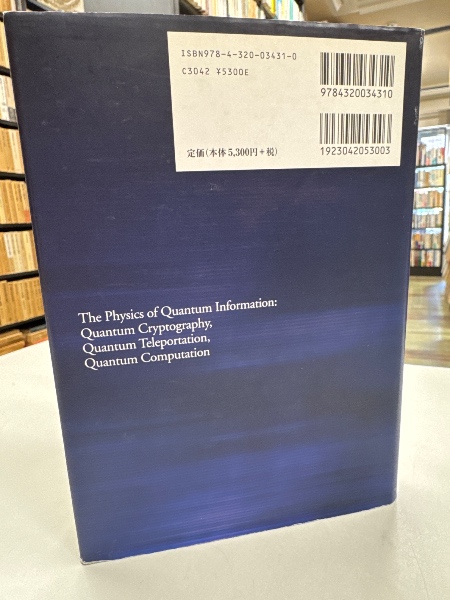 ISBN978-4-320-03431-0
C3042 ¥5300E
9784320034310
定価(本体5,300円+税)
1923042053003
The Physics of Quantum Information:
Quantum Cryptography,
Quantum Teleportation,
Quantum Computation